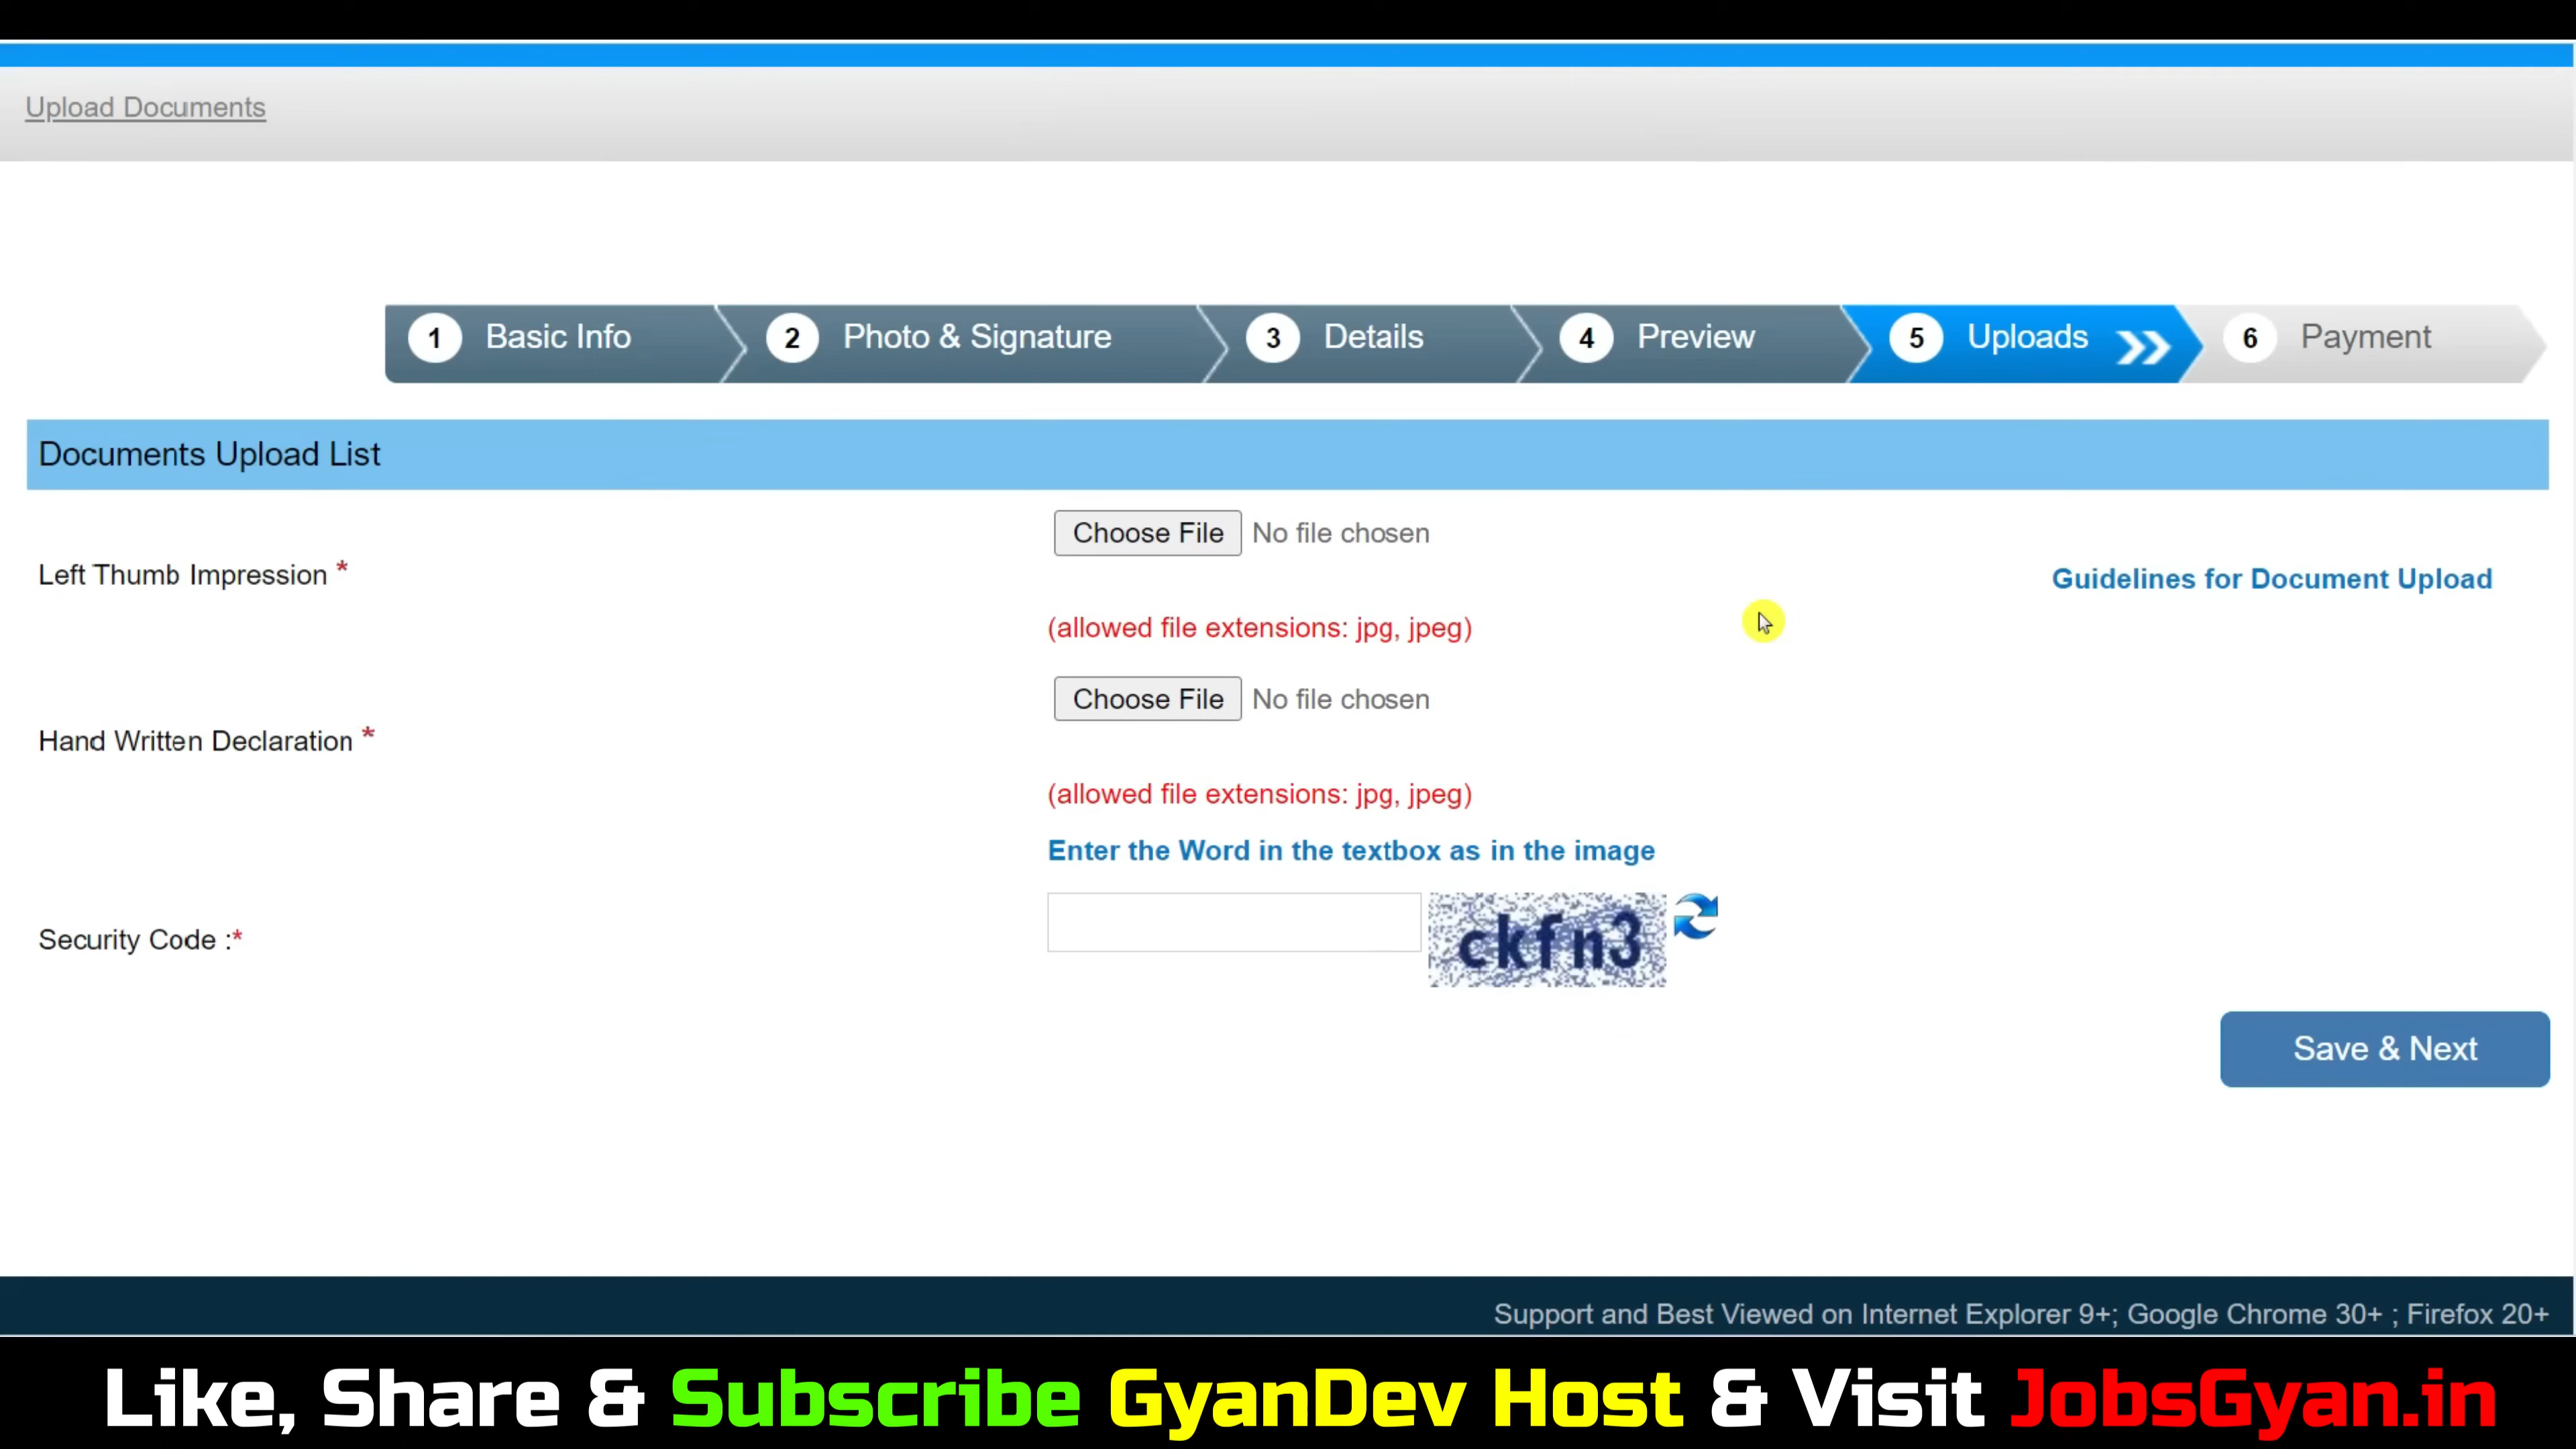 Upload Documents
1 Basic Info 2 Photo & Signature 3 Details 4 Preview 5 Uploads 6 Payment
Documents Upload List
Choose File No file chosen
Left Thumb Impression *
Guidelines for Document Upload
(allowed file extensions: jpg, jpeg)
Choose File No file chosen
Hand Written Declaration *
(allowed file extensions: jpg, jpeg)
Enter the Word in the textbox as in the image
Security Code :*
ckfn3
Save & Next
Support and Best Viewed on Internet Explorer 9+; Google Chrome 30+ ; Firefox 20+
Like, Share & Subscribe GyanDev Host & Visit JobsGyan.in